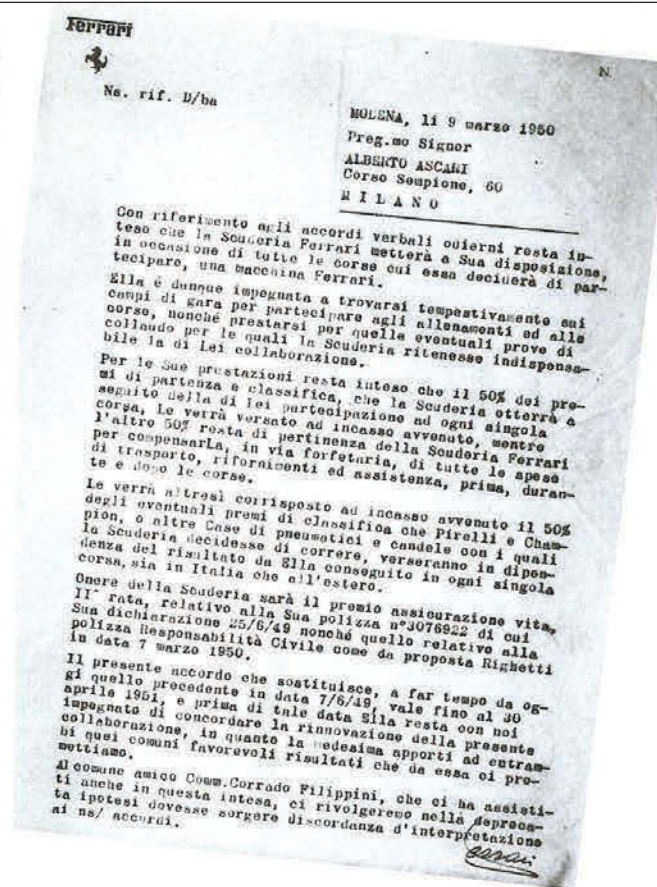 Ferrari
N.
Ns. rif. D/ba
MODENA, li 9 marzo 1950
Preg.mo Signor
ALBERTO ASCARI
Corso Sempione, 60
MILANO
Con riferimento agli accordi verbali odierni resta in-
teso che la Scuderia Ferrari metterà a Sua disposizione,
in occasione di tutte le corse cui essa deciderà di par-
tecipare, una macchina Ferrari.
Ella é dunque impegnata a trovarsi tempestivamente sui
campi di gara per partecipare agli allenamenti ed alle
corse, nonché prestarsi per quelle eventuali prove di
collaudo per le quali la Scuderia ritenesse indispensa-
bile la di Lei collaborazione.
Per le Sue prestazioni resta inteso che il 50% dei pre-
mi di partenza e classifica, che la Scuderia otterrà a
seguito della di Lei partecipazione ad ogni singola
corsa, Le verrà versato ad incasso avvenuto, mentre
l'altro 50% resta di pertinenza della Scuderia Ferrari
per compensarLa, in via forfetaria, di tutte le spese
di trasporto, rifornimenti ed assistenza, prima, duran-
te e dopo le corse.
Le verrà altresì corrisposto ad incasso avvenuto il 50%
degli eventuali premi di classifica che Pirelli e Cham-
pion, o altre Case di pneumatici e candele con i quali
la Scuderia decidesse di correre, verseranno in dipen-
denza del risultato da Ella conseguito in ogni singola
corsa, sia in Italia che all'estero.
Onere della Scuderia sarà il premio assicurazione vita,
II^ rata, relativo alla Sua polizza n°3076922 di cui
Sua dichiarazione 25/6/49 nonché quello relativo alla
polizza Responsabilità Civile come da proposta Righetti
in data 7 marzo 1950.
Il presente accordo che sostituisce, a far tempo da og-
gi quello precedente in data 7/6/49, vale fino al 30
aprile 1951, e prima di tale data Ella resta con noi
impegnato di concordare la rinnovazione della presente
collaborazione, in quanto la medesima apporti ad entram-
bi quei comuni favorevoli risultati che da essa ci pro-
mettiamo.
Al comune amico Comm.Corrado Filippini, che ci ha assisti-
ti anche in questa intesa, ci rivolgeremo nella depreca-
ta ipotesi dovesse sorgere discordanza d'interpretazione
ai ns/ accordi.